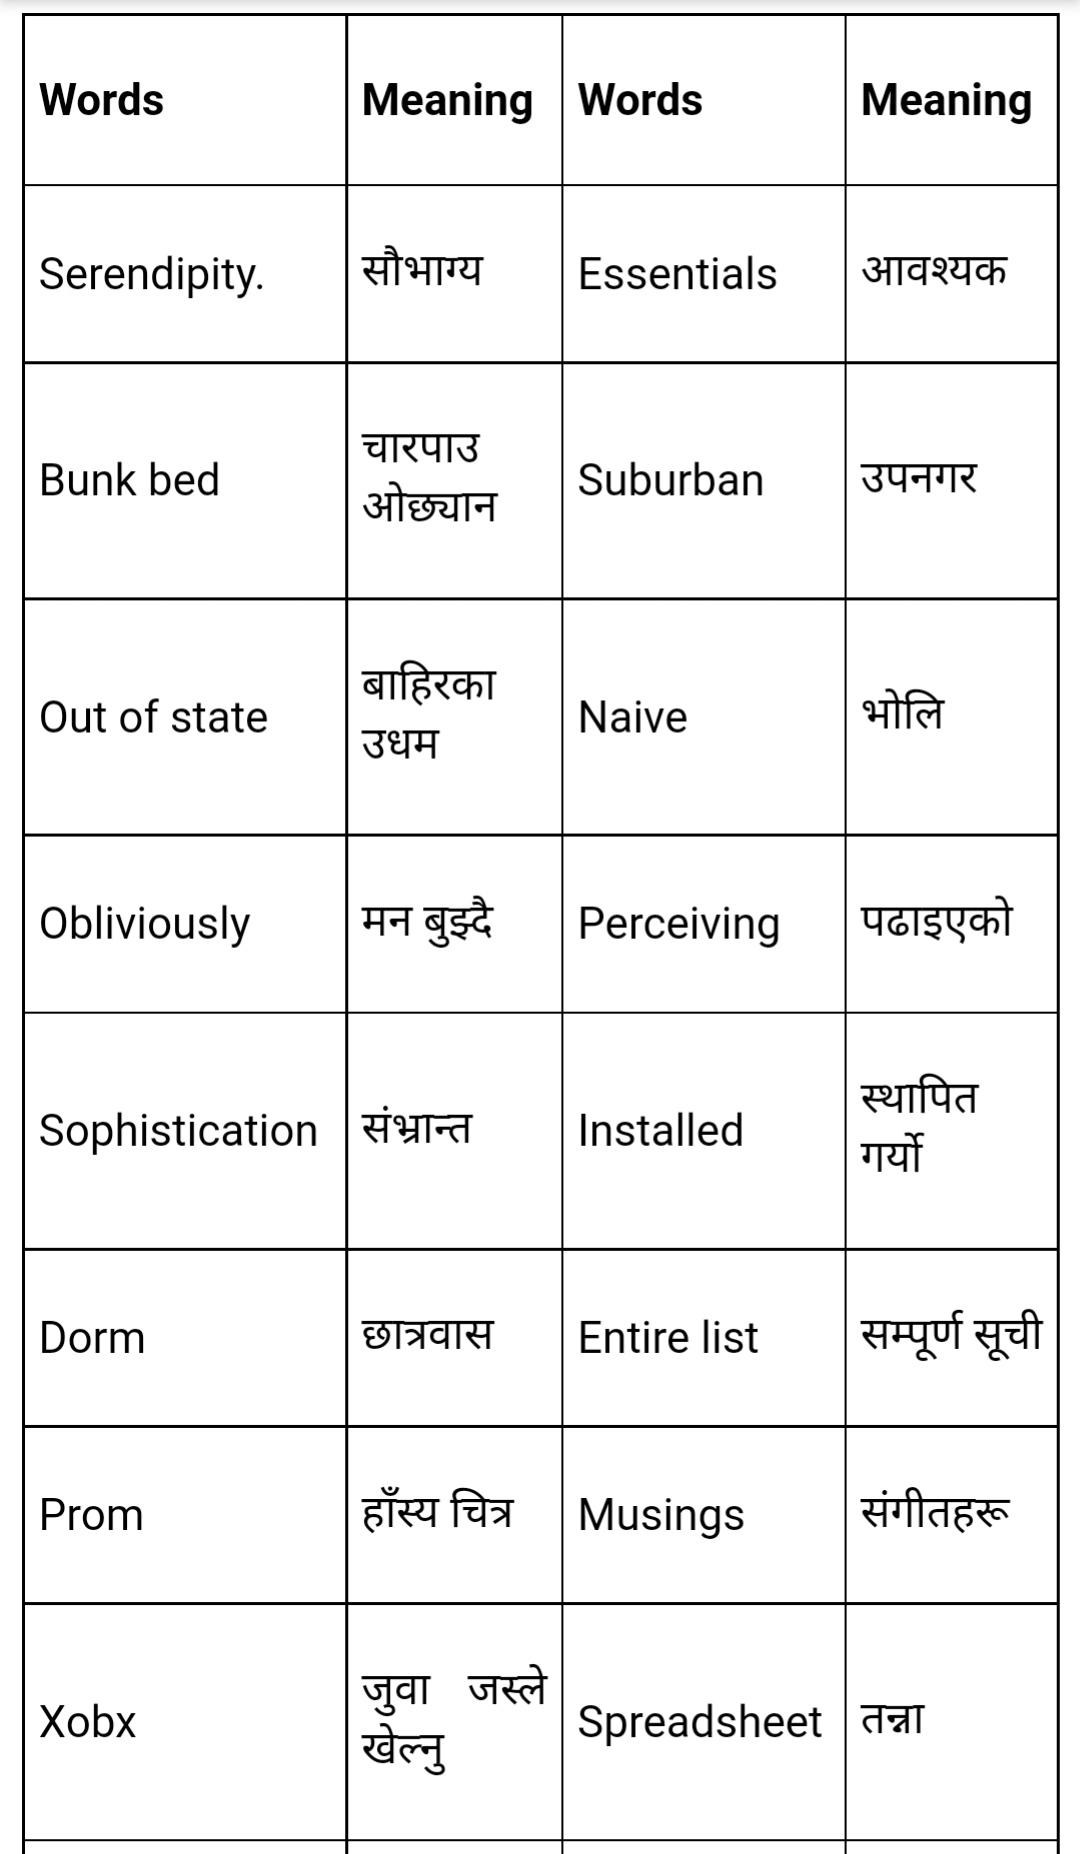 Words Meaning Words Meaning
Serendipity. सौभाग्य Essentials आवश्यक
Bunk bed चारपाउ ओछ्यान Suburban उपनगर
Out of state बाहिरका उधम Naive भोलि
Obliviously मन बुझ्दै Perceiving पढाइएको
Sophistication संभ्रान्त Installed स्थापित गर्यो
Dorm छात्रवास Entire list सम्पूर्ण सूची
Prom हाँस्य चित्र Musings संगीतहरू
Xobx जुवा जस्ले खेल्नु Spreadsheet तन्ना